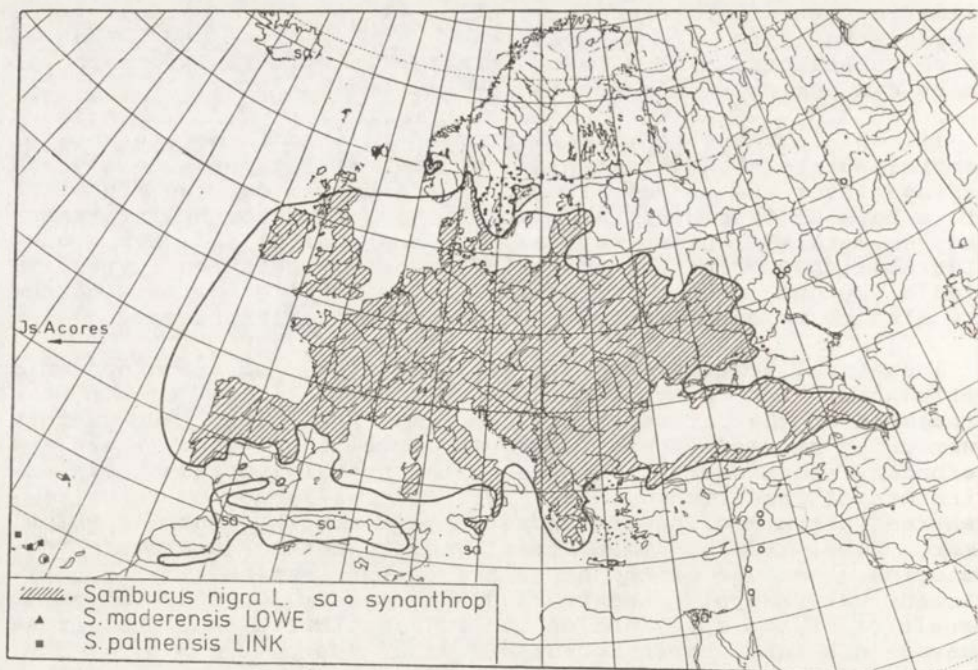 sa
Js Acores
sa
sa
sa
sa
Sambucus nigra L. sa o synanthrop
S. maderensis LOWE
S. palmensis LINK